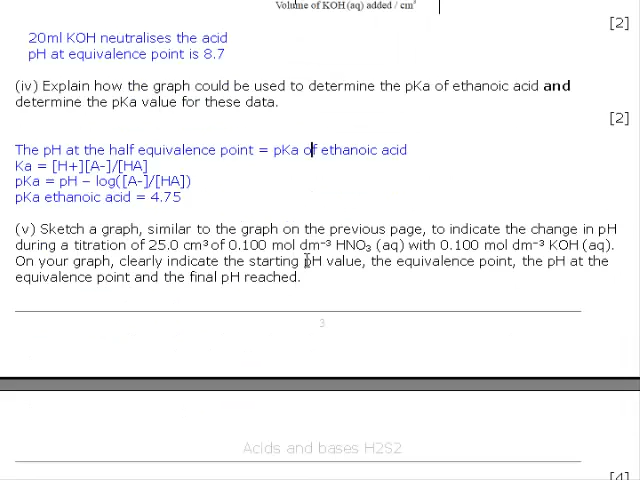 Volume of KOH (aq) added / cm³
[2]
20ml KOH neutralises the acid
pH at equivalence point is 8.7
(iv) Explain how the graph could be used to determine the pKa of ethanoic acid and
determine the pKa value for these data.
[2]
The pH at the half equivalence point = pKa of ethanoic acid
Ka = [H+][A-]/[HA]
pKa = pH – log([A-]/[HA])
pKa ethanoic acid = 4.75
(v) Sketch a graph, similar to the graph on the previous page, to indicate the change in pH
during a titration of 25.0 cm³ of 0.100 mol dm⁻³ HNO₃ (aq) with 0.100 mol dm⁻³ KOH (aq).
On your graph, clearly indicate the starting pH value, the equivalence point, the pH at the
equivalence point and the final pH reached.
3
Acids and bases H2S2
[4]